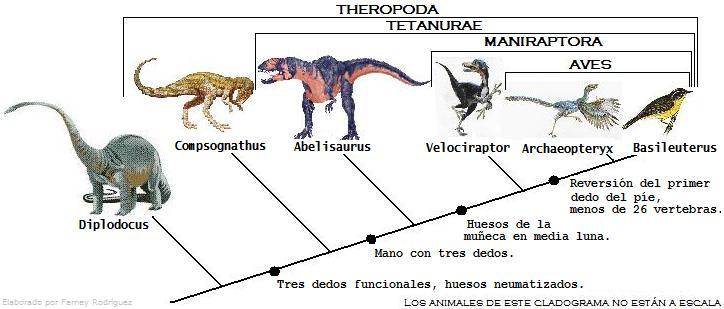 THEROPODA
TETANURAE
MANIRAPTORA
AVES
Compsognathus
Abelisaurus
Velociraptor
Archaeopteryx
Basileuterus
Diplodocus
Reversión del primer
dedo del píe,
menos de 26 vertebras.
Huesos de la
muñeca en media luna.
Mano con tres dedos.
Tres dedos funcionales, huesos neumatizados.
Elaborado por Ferney Rodríguez
LOS ANIMALES DE ESTE CLADOGRAMA NO ESTÁN A ESCALA